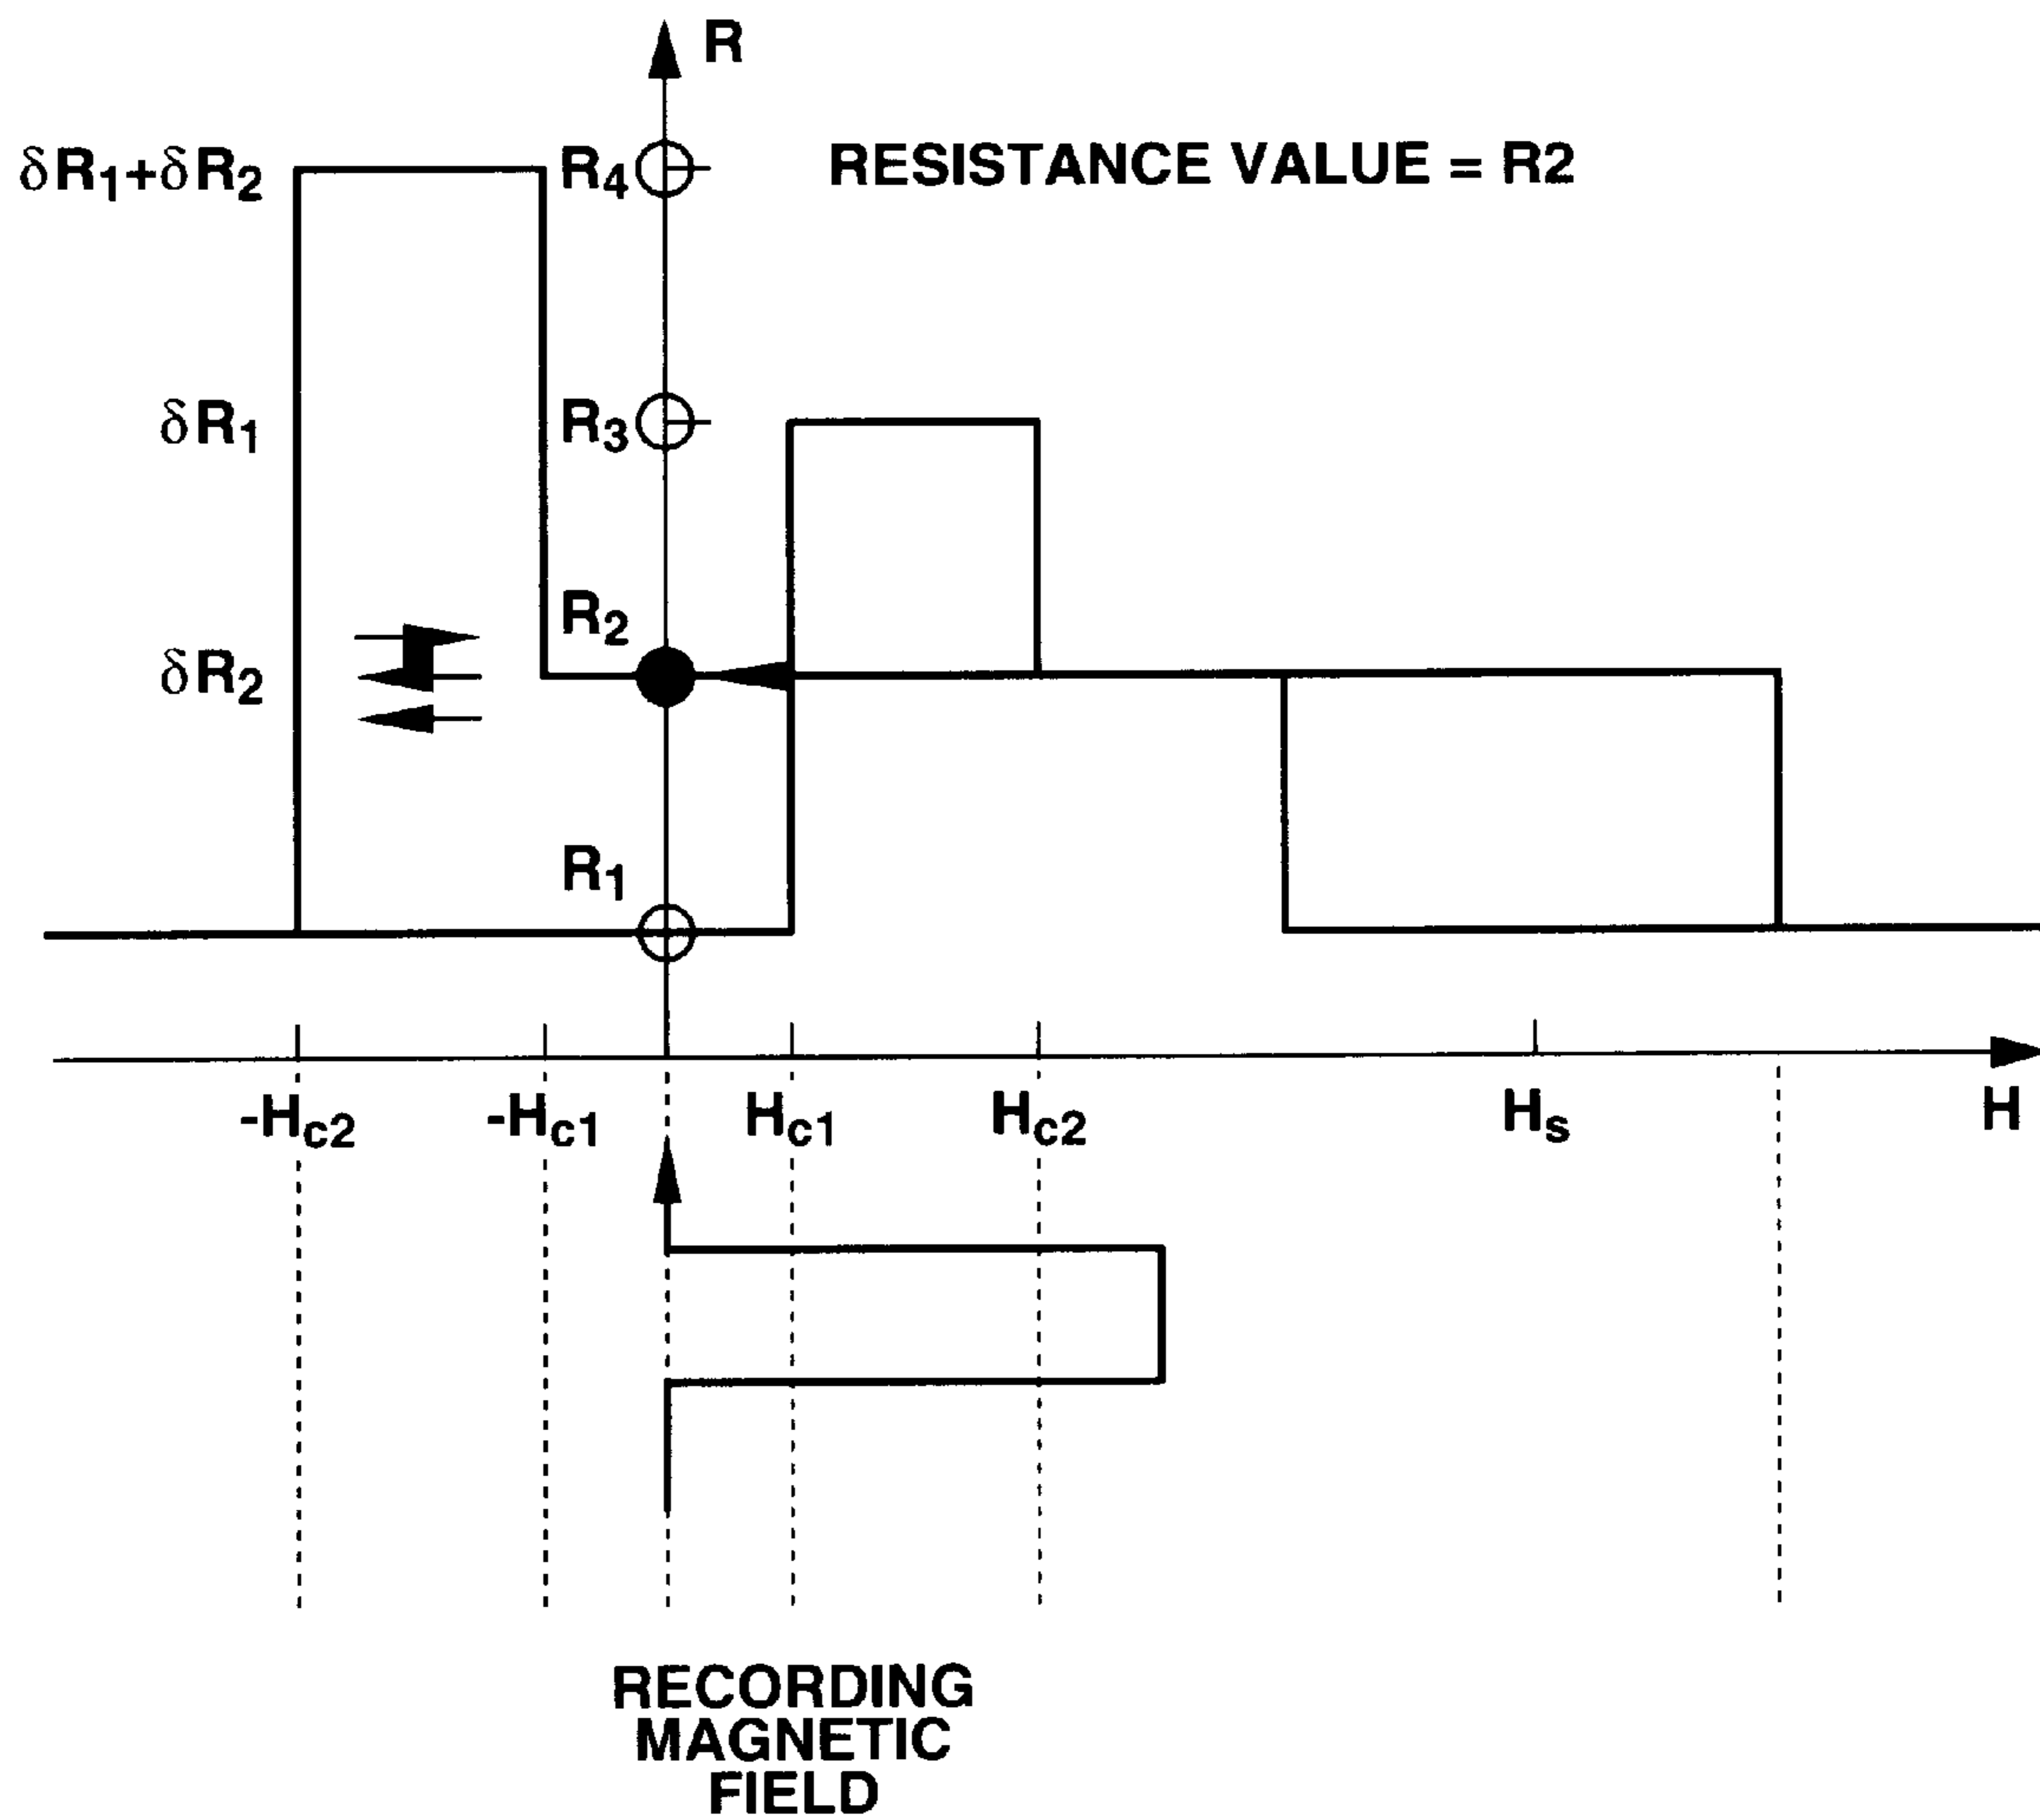 R
δR₁+δR₂
R₄
RESISTANCE VALUE = R2
δR₁
R₃
R₂
δR₂
R₁
-Hc2
-Hc1
Hc1
Hc2
Hs
H
RECORDING
MAGNETIC
FIELD